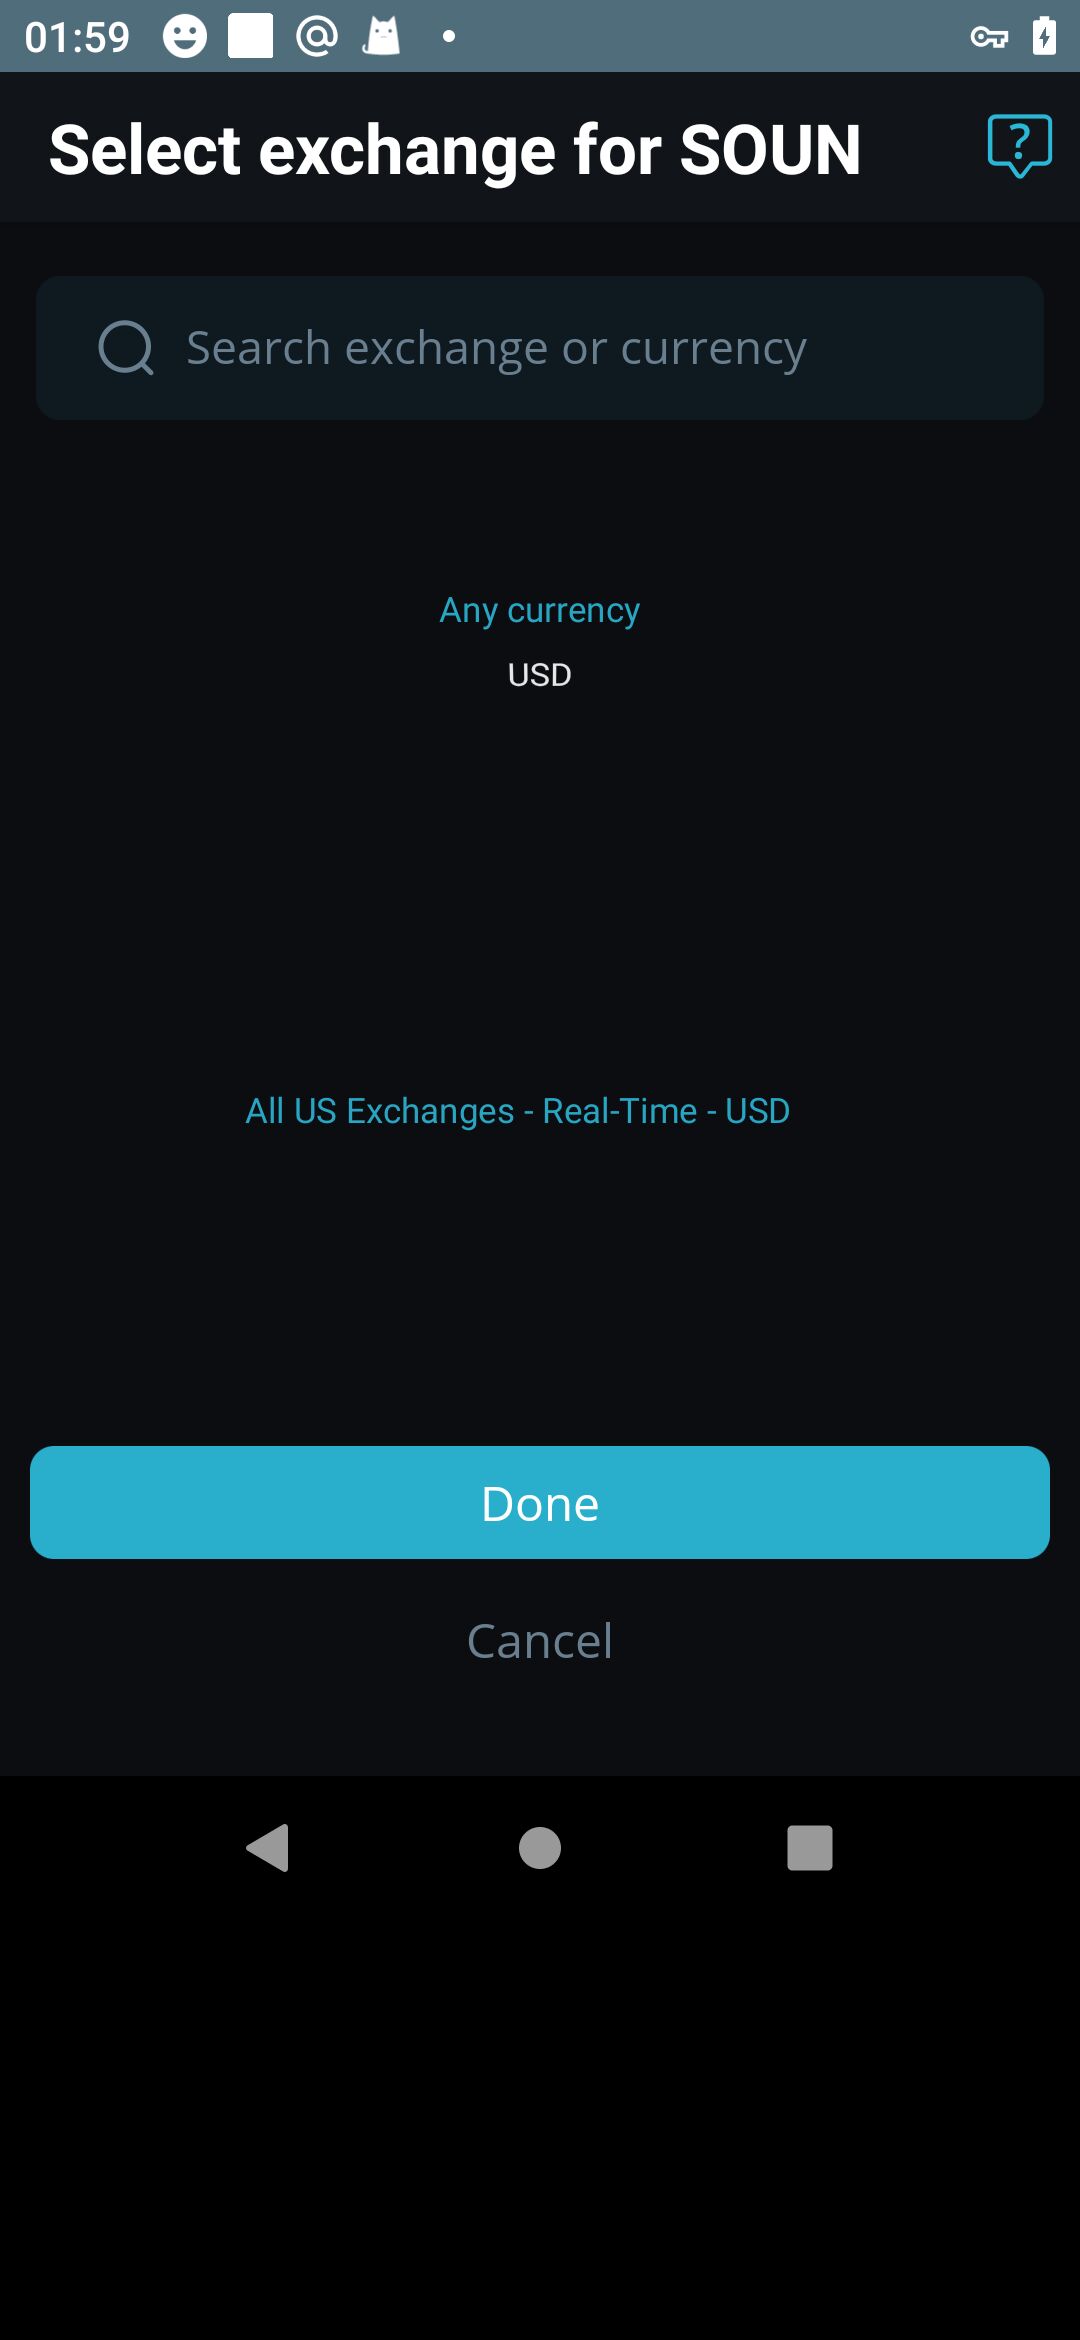 01:59
Select exchange for SOUN
Search exchange or currency
Any currency
USD
All US Exchanges - Real-Time - USD
Done
Cancel